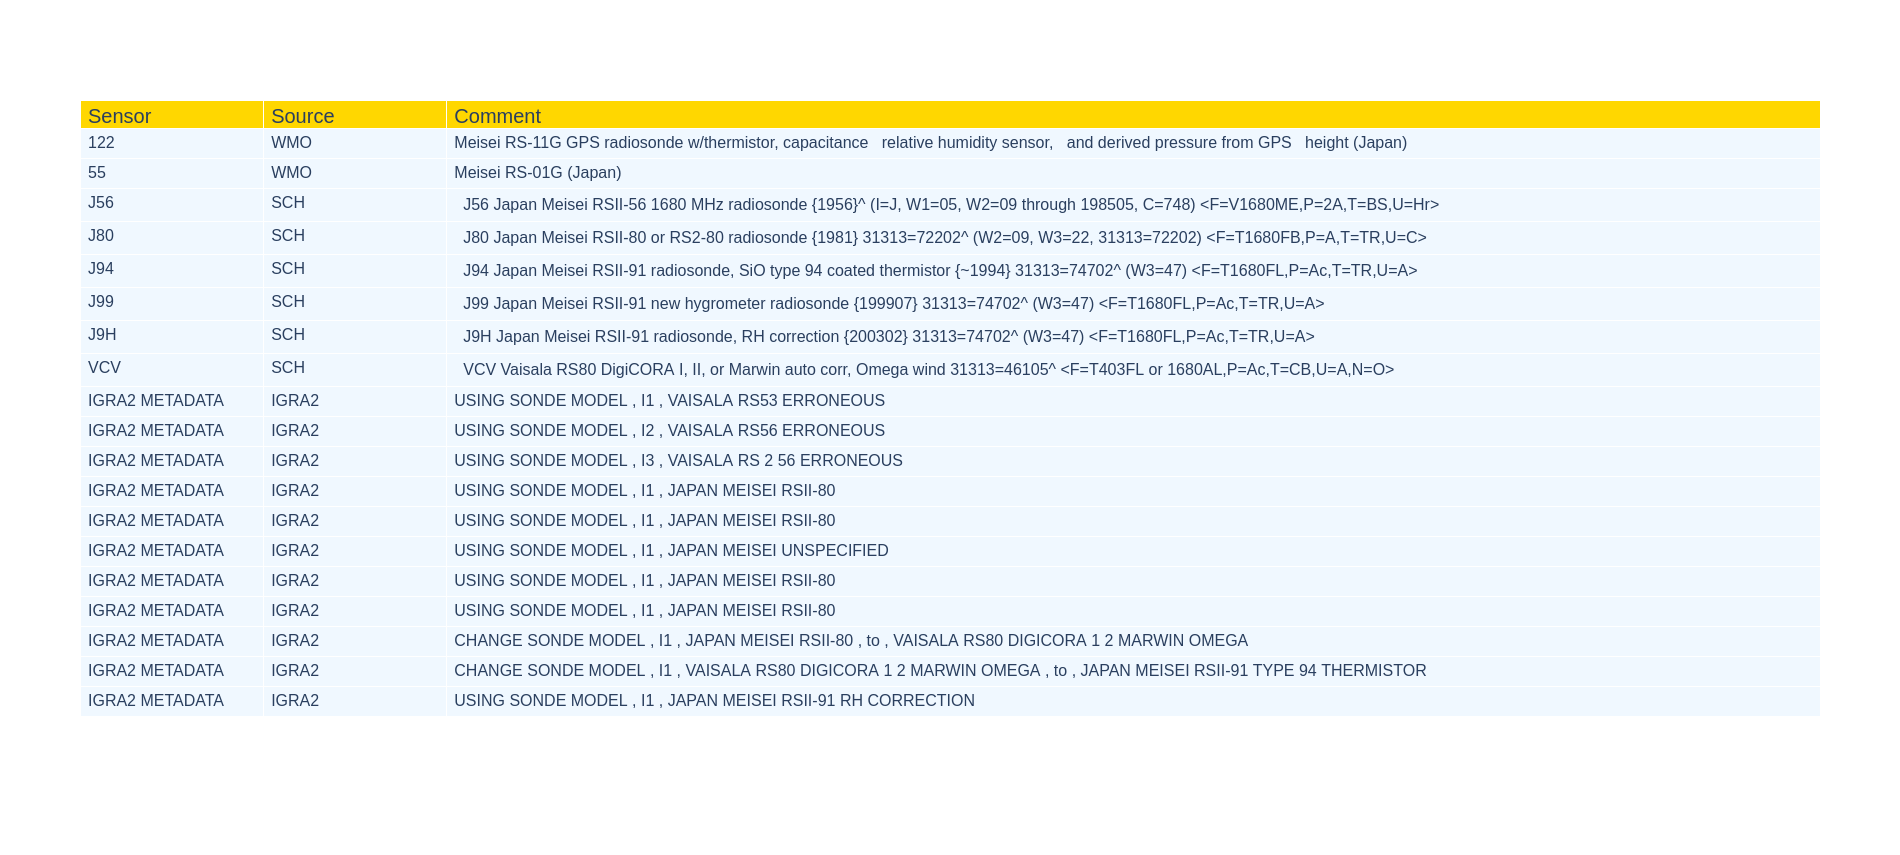 Sensor Source Comment
122 WMO Meisei RS-11G GPS radiosonde w/thermistor, capacitance   relative humidity sensor,   and derived pressure from GPS   height (Japan)
55 WMO Meisei RS-01G (Japan)
J56 SCH J56 Japan Meisei RSII-56 1680 MHz radiosonde {1956}^ (I=J, W1=05, W2=09 through 198505, C=748) <F=V1680ME,P=2A,T=BS,U=Hr>
J80 SCH J80 Japan Meisei RSII-80 or RS2-80 radiosonde {1981} 31313=72202^ (W2=09, W3=22, 31313=72202) <F=T1680FB,P=A,T=TR,U=C>
J94 SCH J94 Japan Meisei RSII-91 radiosonde, SiO type 94 coated thermistor {~1994} 31313=74702^ (W3=47) <F=T1680FL,P=Ac,T=TR,U=A>
J99 SCH J99 Japan Meisei RSII-91 new hygrometer radiosonde {199907} 31313=74702^ (W3=47) <F=T1680FL,P=Ac,T=TR,U=A>
J9H SCH J9H Japan Meisei RSII-91 radiosonde, RH correction {200302} 31313=74702^ (W3=47) <F=T1680FL,P=Ac,T=TR,U=A>
VCV SCH VCV Vaisala RS80 DigiCORA I, II, or Marwin auto corr, Omega wind 31313=46105^ <F=T403FL or 1680AL,P=Ac,T=CB,U=A,N=O>
IGRA2 METADATA IGRA2 USING SONDE MODEL , I1 , VAISALA RS53 ERRONEOUS
IGRA2 METADATA IGRA2 USING SONDE MODEL , I2 , VAISALA RS56 ERRONEOUS
IGRA2 METADATA IGRA2 USING SONDE MODEL , I3 , VAISALA RS 2 56 ERRONEOUS
IGRA2 METADATA IGRA2 USING SONDE MODEL , I1 , JAPAN MEISEI RSII-80
IGRA2 METADATA IGRA2 USING SONDE MODEL , I1 , JAPAN MEISEI RSII-80
IGRA2 METADATA IGRA2 USING SONDE MODEL , I1 , JAPAN MEISEI UNSPECIFIED
IGRA2 METADATA IGRA2 USING SONDE MODEL , I1 , JAPAN MEISEI RSII-80
IGRA2 METADATA IGRA2 USING SONDE MODEL , I1 , JAPAN MEISEI RSII-80
IGRA2 METADATA IGRA2 CHANGE SONDE MODEL , I1 , JAPAN MEISEI RSII-80 , to , VAISALA RS80 DIGICORA 1 2 MARWIN OMEGA
IGRA2 METADATA IGRA2 CHANGE SONDE MODEL , I1 , VAISALA RS80 DIGICORA 1 2 MARWIN OMEGA , to , JAPAN MEISEI RSII-91 TYPE 94 THERMISTOR
IGRA2 METADATA IGRA2 USING SONDE MODEL , I1 , JAPAN MEISEI RSII-91 RH CORRECTION